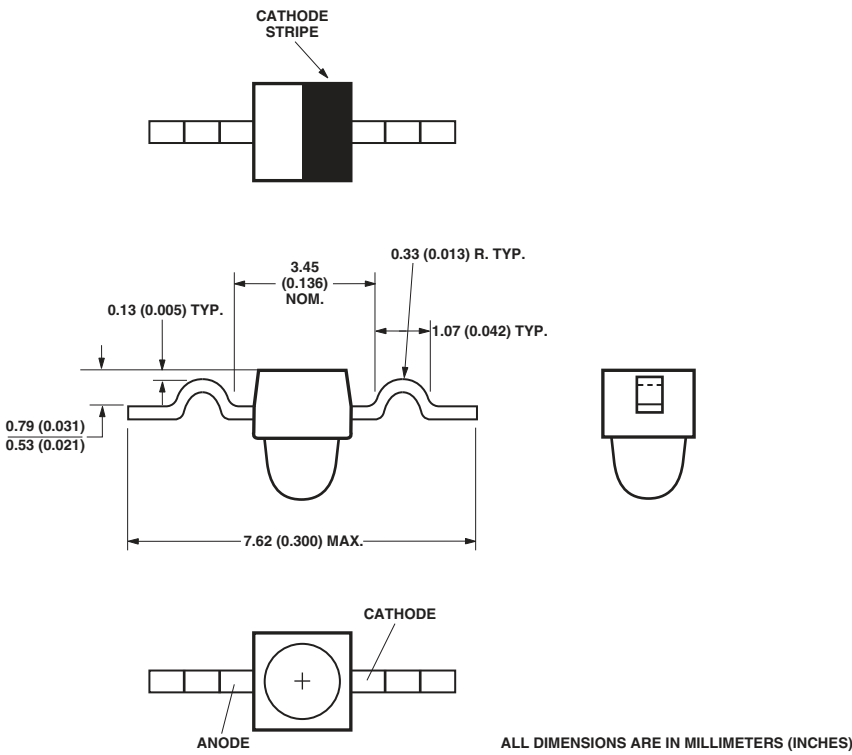 CATHODE
STRIPE
0.33 (0.013) R. TYP.
3.45
(0.136)
NOM.
0.13 (0.005) TYP.
1.07 (0.042) TYP.
0.79 (0.031)
0.53 (0.021)
7.62 (0.300) MAX.
CATHODE
ANODE
ALL DIMENSIONS ARE IN MILLIMETERS (INCHES)